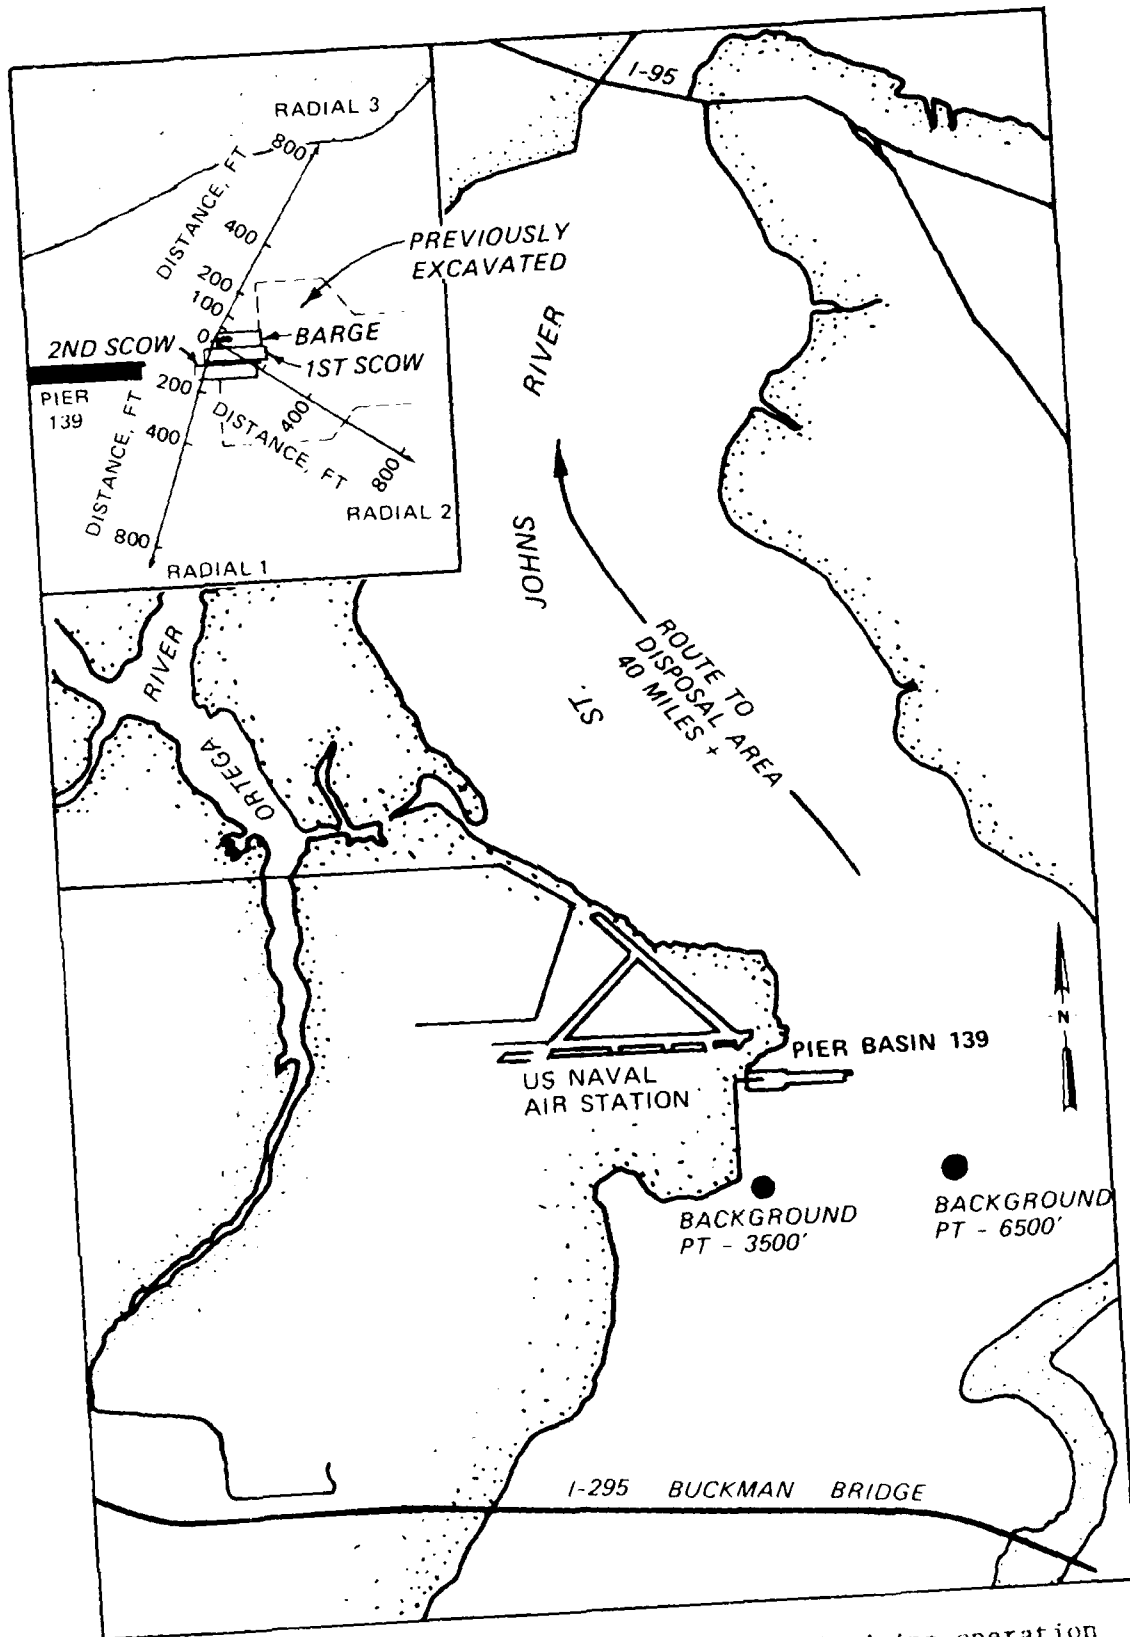 RADIAL 3
800
DISTANCE, FT
400
200
100
0
PREVIOUSLY
EXCAVATED
BARGE
2ND SCOW
1ST SCOW
PIER
139
200
400
800
DISTANCE, FT
RADIAL 1
DISTANCE, FT
400
800
RADIAL 2
I-95
ST.
JOHNS
RIVER
ROUTE TO
DISPOSAL AREA
40 MILES +
ORTEGA
RIVER
N
PIER BASIN 139
US NAVAL
AIR STATION
BACKGROUND
PT - 3500'
BACKGROUND
PT - 6500'
I-295 BUCKMAN BRIDGE
operation